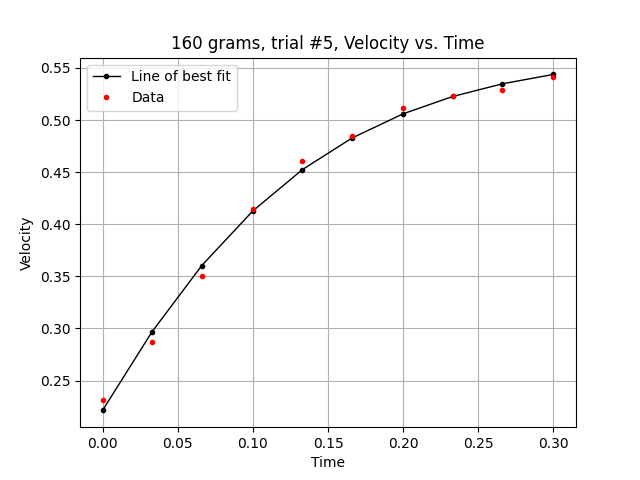 160 grams, trial #5, Velocity vs. Time
Line of best fit
Data
0.55
0.50
0.45
0.40
0.35
0.30
0.25
Velocity
0.00 0.05 0.10 0.15 0.20 0.25 0.30
Time